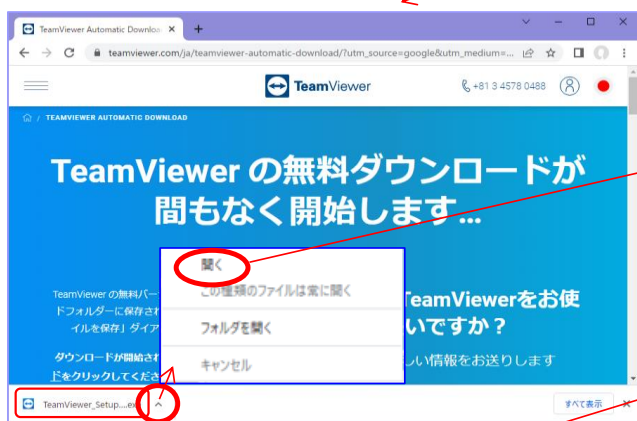 TeamViewer Automatic Downloa
teamviewer.com/ja/teamviewer-automatic-download/?utm_source=google&utm_medium=...
TeamViewer
+81 3 4578 0488
/ TEAMVIEWER AUTOMATIC DOWNLOAD
TeamViewer の無料ダウンロードが
間もなく開始します...
開く
この種類のファイルは常に開く
フォルダを開く
キャンセル
TeamViewer の無料バー
ドフォルダーに保存され
イルを保存」ダイア
ダウンロードが開始され
ドをクリックしてくださ
TeamViewerをお使
いですか？
しい情報をお送りします
TeamViewer_Setup....ex
すべて表示